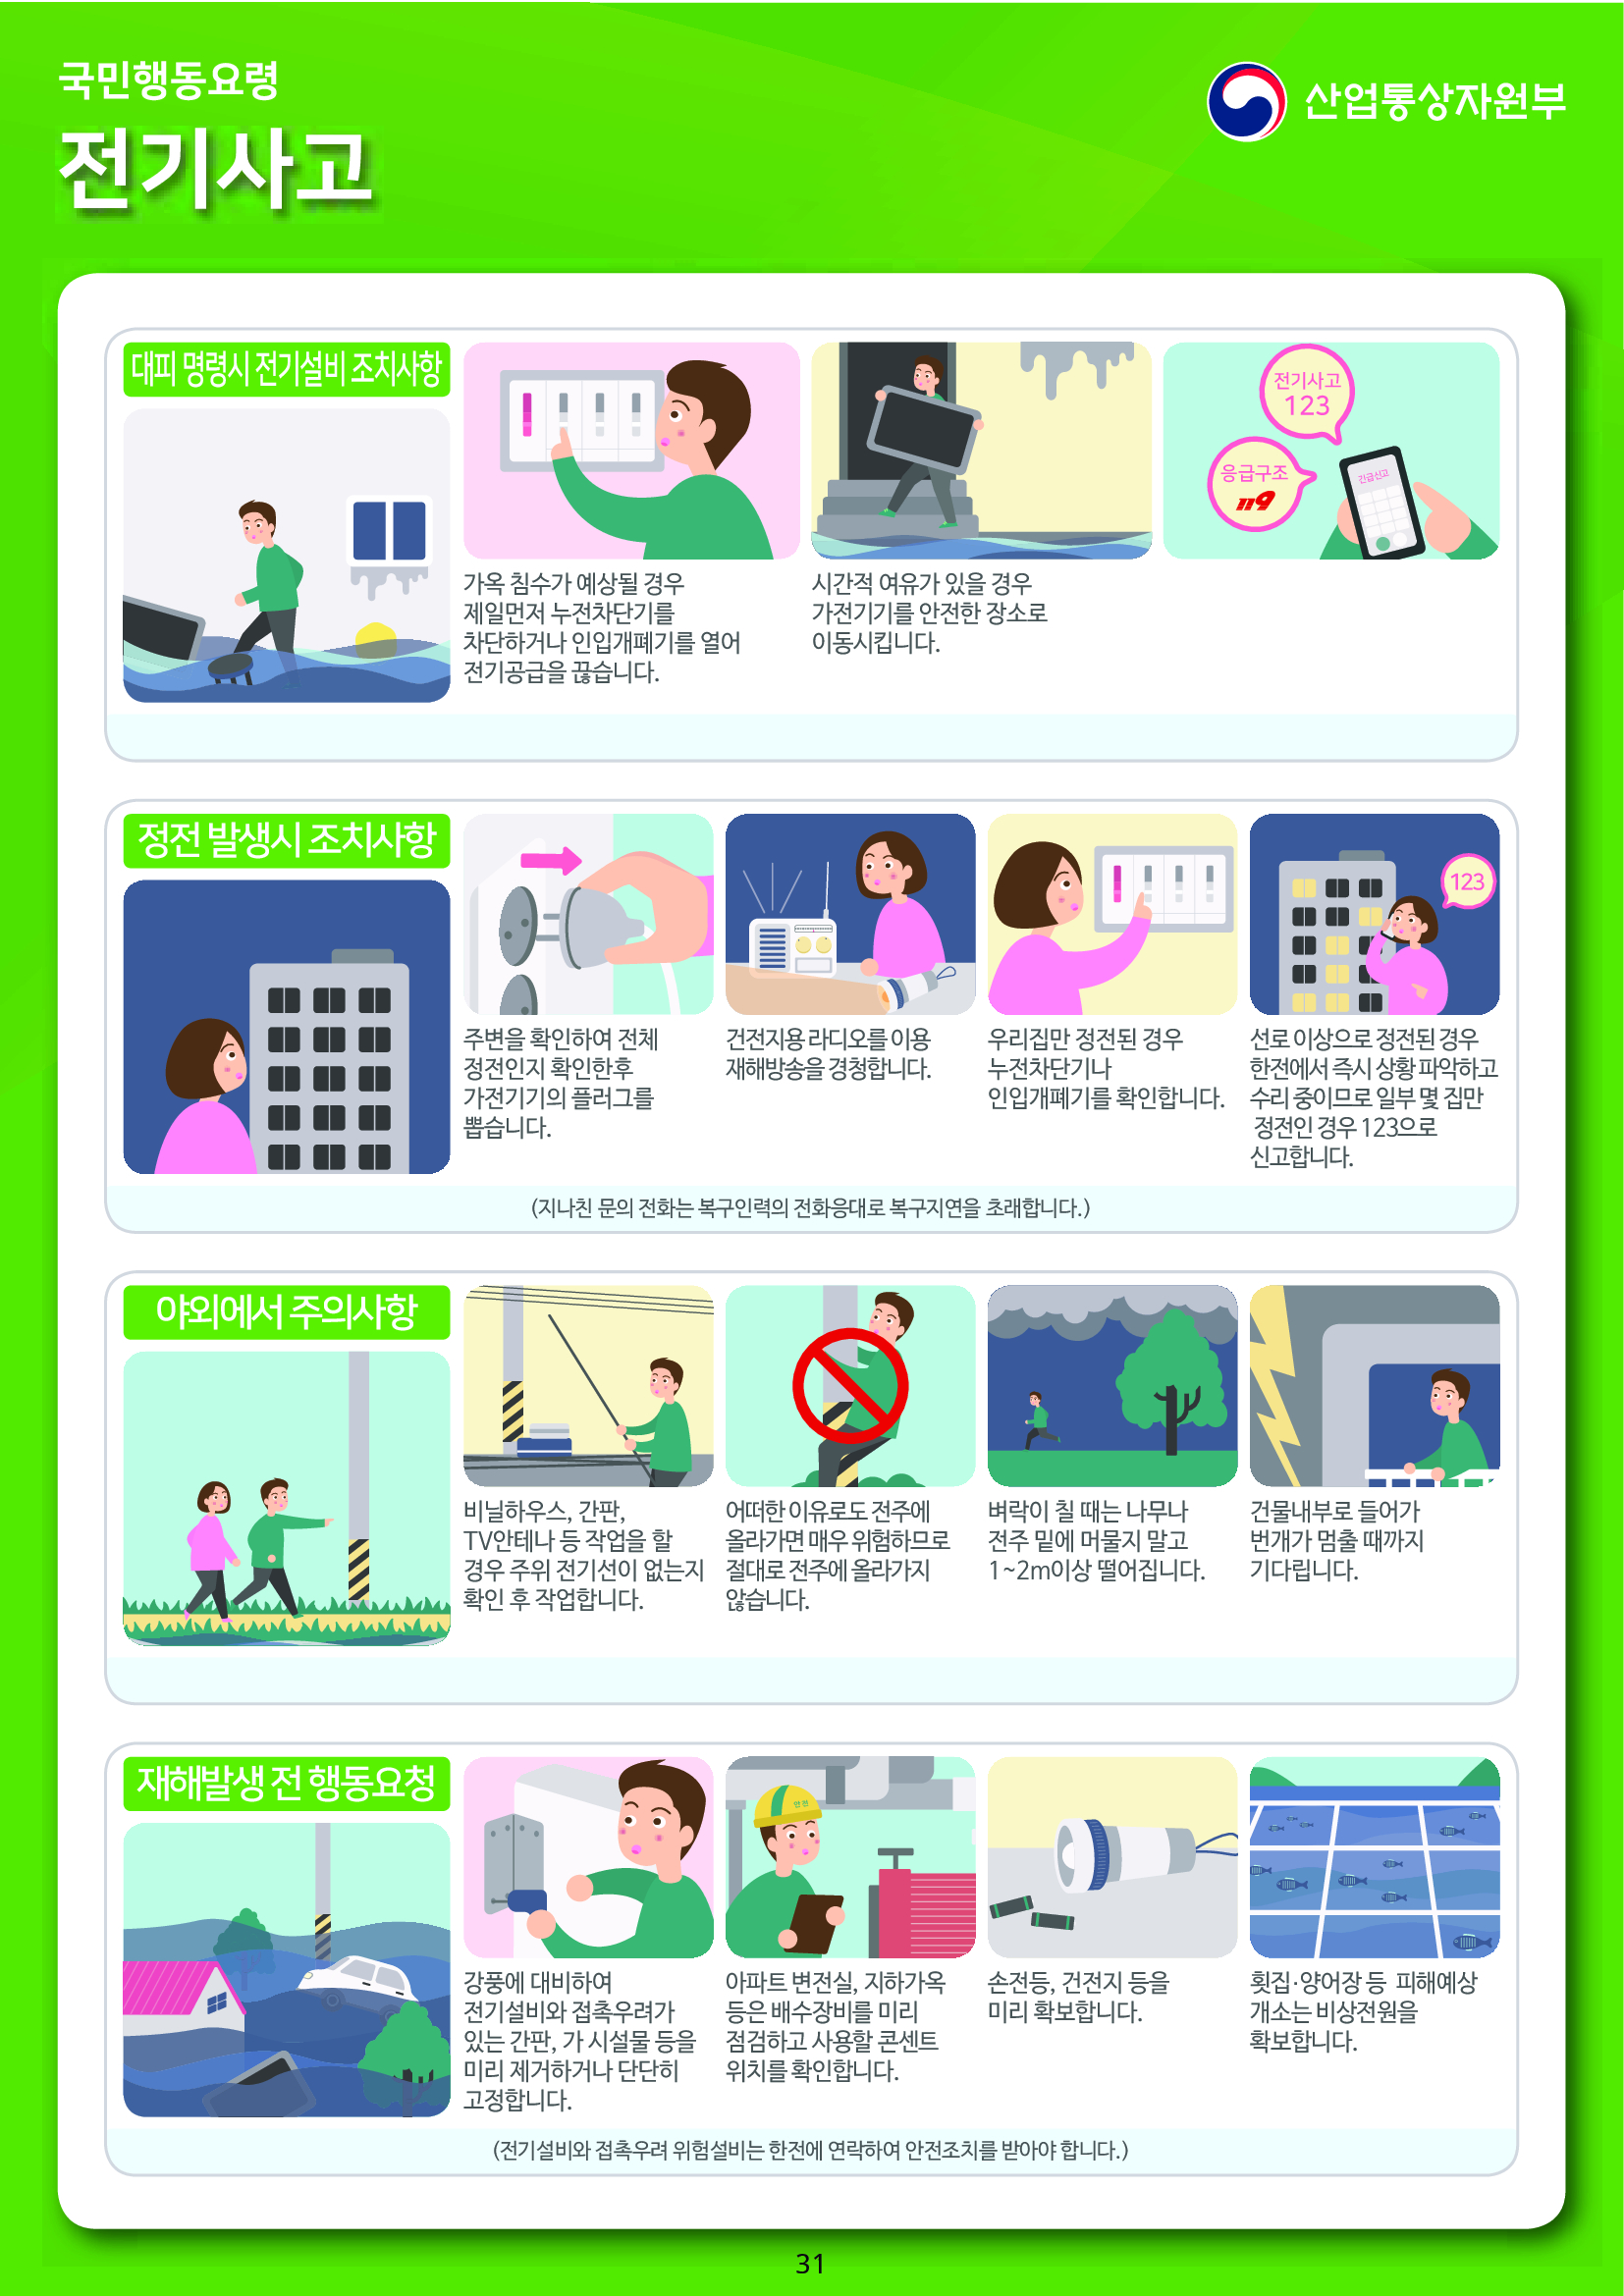 국민행동요령
전기사고
산업통상자원부
대피 명령시 전기설비 조치사항
가옥 침수가 예상될 경우
제일먼저 누전차단기를
차단하거나 인입개폐기를 열어
전기공급을 끊습니다.
시간적 여유가 있을 경우
가전기기를 안전한 장소로
이동시킵니다.
전기사고
123
응급구조
119
긴급신고
정전 발생시 조치사항
주변을 확인하여 전체
정전인지 확인한후
가전기기의 플러그를
뽑습니다.
건전지용 라디오를 이용
재해방송을 경청합니다.
우리집만 정전된 경우
누전차단기나
인입개폐기를 확인합니다.
123
선로 이상으로 정전된 경우
한전에서 즉시 상황 파악하고
수리 중이므로 일부 몇 집만
정전인 경우 123으로
신고합니다.
(지나친 문의 전화는 복구인력의 전화응대로 복구지연을 초래합니다.)
야외에서 주의사항
비닐하우스, 간판,
TV안테나 등 작업을 할
경우 주위 전기선이 없는지
확인 후 작업합니다.
어떠한 이유로도 전주에
올라가면 매우 위험하므로
절대로 전주에 올라가지
않습니다.
벼락이 칠 때는 나무나
전주 밑에 머물지 말고
1~2m이상 떨어집니다.
건물내부로 들어가
번개가 멈출 때까지
기다립니다.
재해발생 전 행동요청
강풍에 대비하여
전기설비와 접촉우려가
있는 간판, 가 시설물 등을
미리 제거하거나 단단히
고정합니다.
안전
아파트 변전실, 지하가옥
등은 배수장비를 미리
점검하고 사용할 콘센트
위치를 확인합니다.
손전등, 건전지 등을
미리 확보합니다.
횟집·양어장 등 피해예상
개소는 비상전원을
확보합니다.
(전기설비와 접촉우려 위험설비는 한전에 연락하여 안전조치를 받아야 합니다.)
31